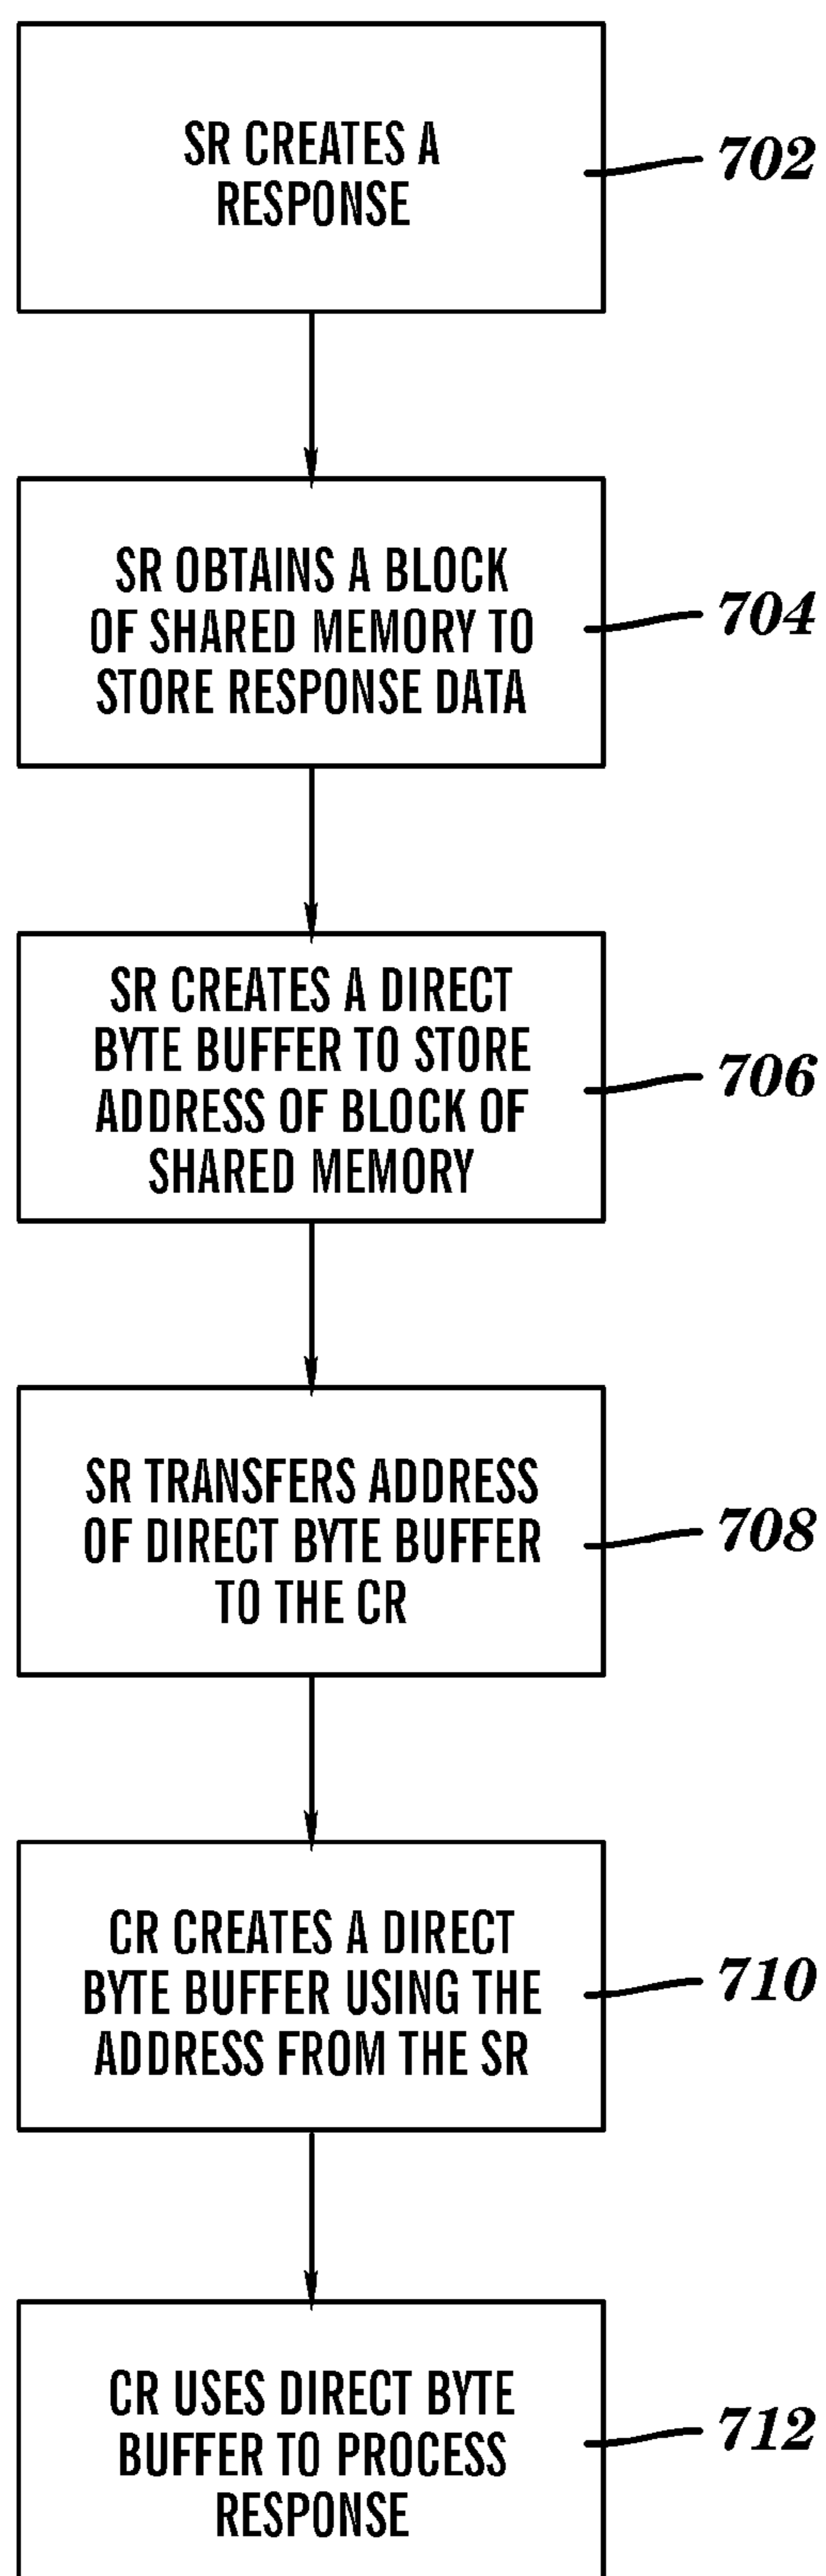 SR CREATES A
RESPONSE
702
SR OBTAINS A BLOCK
OF SHARED MEMORY TO
STORE RESPONSE DATA
704
SR CREATES A DIRECT
BYTE BUFFER TO STORE
ADDRESS OF BLOCK OF
SHARED MEMORY
706
SR TRANSFERS ADDRESS
OF DIRECT BYTE BUFFER
TO THE CR
708
CR CREATES A DIRECT
BYTE BUFFER USING THE
ADDRESS FROM THE SR
710
CR USES DIRECT BYTE
BUFFER TO PROCESS
RESPONSE
712